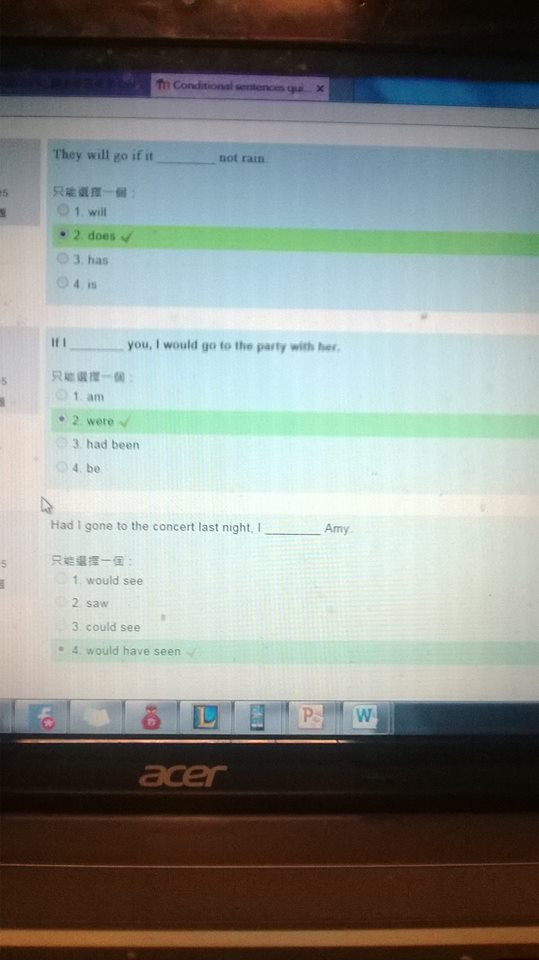 Conditional sentences qui... x
They will go if it ________ not rain.
只能選擇一個：
1. will
2. does
3. has
4. is
If I ________ you, I would go to the party with her.
只能選擇一個：
1. am
2. were
3. had been
4. be
Had I gone to the concert last night, I ________ Amy.
只能選擇一個：
1. would see
2. saw
3. could see
4. would have seen
L
P
W
acer